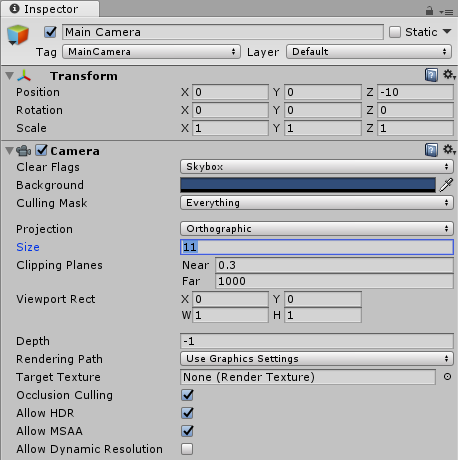 Inspector
Main Camera Static
Tag MainCamera Layer Default
Transform
Position X 0 Y 0 Z -10
Rotation X 0 Y 0 Z 0
Scale X 1 Y 1 Z 1
Camera
Clear Flags Skybox
Background
Culling Mask Everything
Projection Orthographic
Size 11
Clipping Planes Near 0.3
Far 1000
Viewport Rect X 0 Y 0
W 1 H 1
Depth -1
Rendering Path Use Graphics Settings
Target Texture None (Render Texture)
Occlusion Culling
Allow HDR
Allow MSAA
Allow Dynamic Resolution